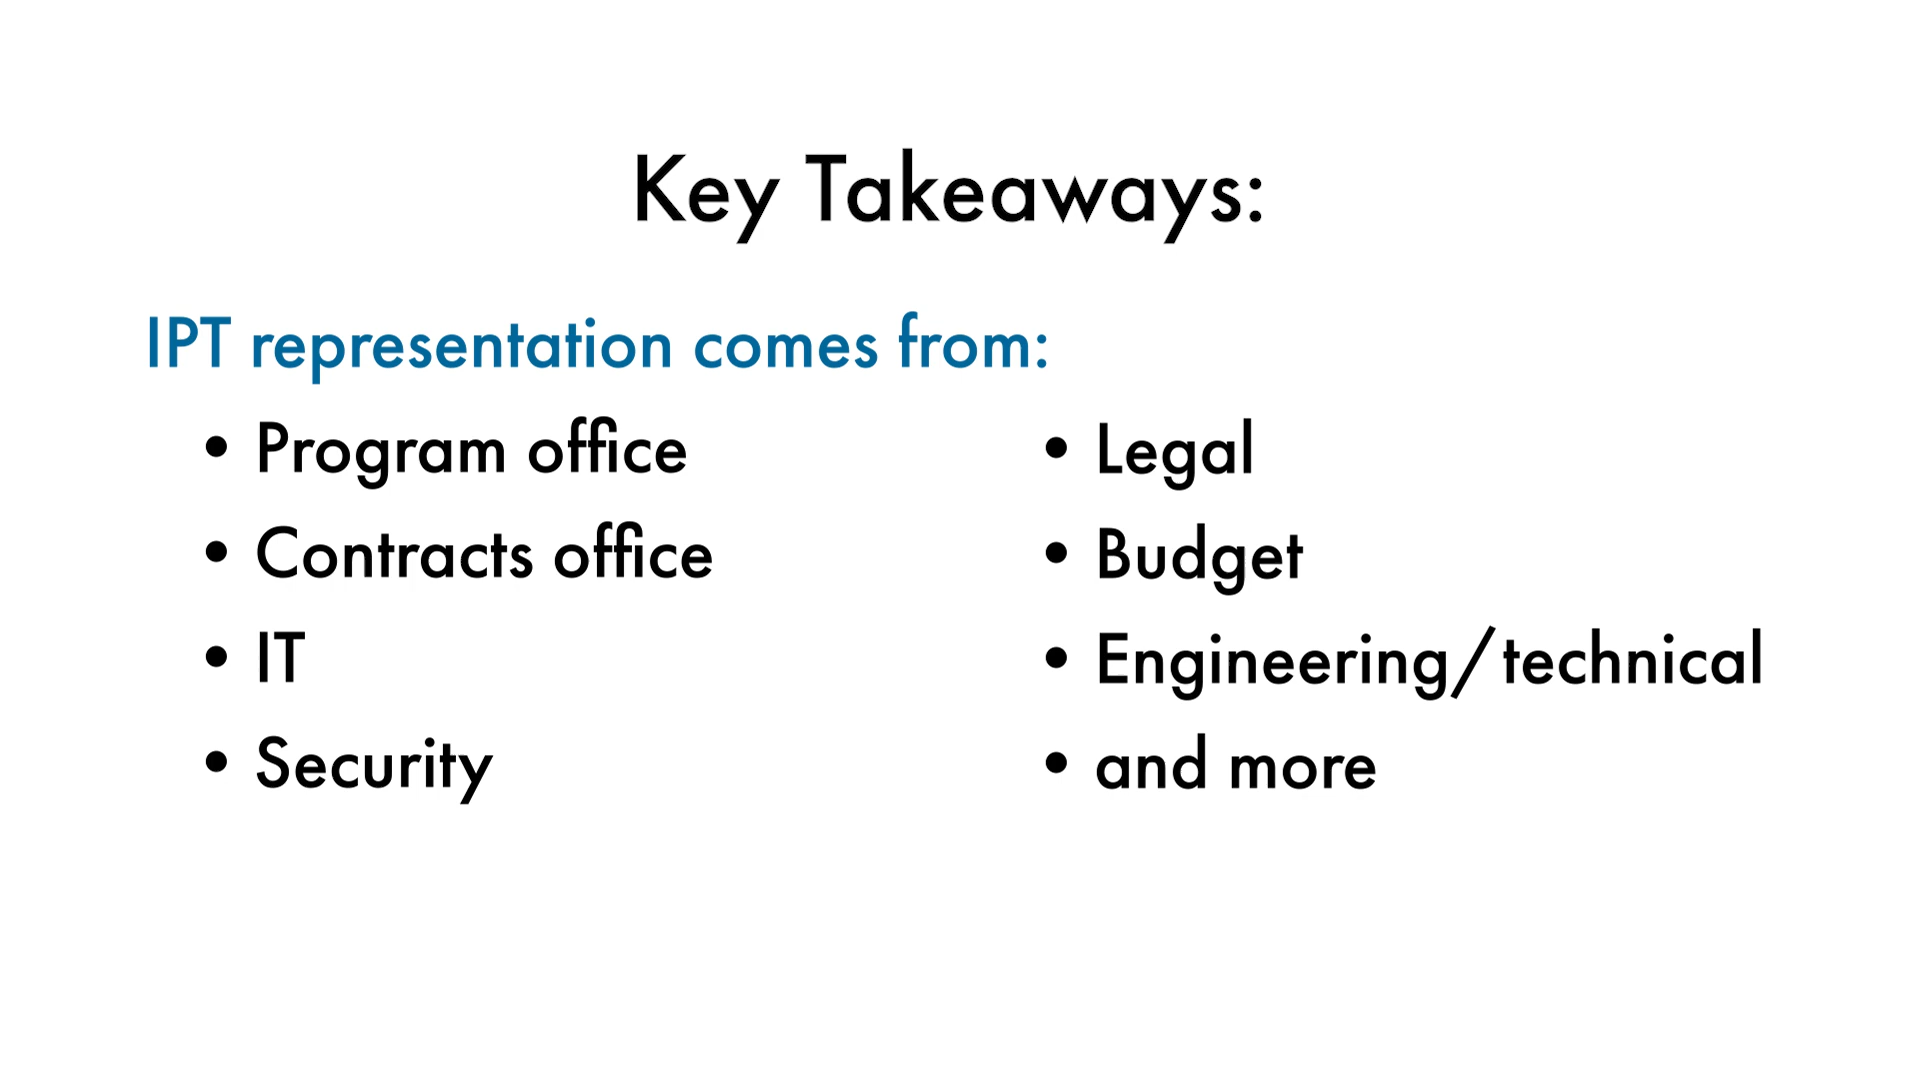 Key Takeaways:
IPT representation comes from:
• Program office
• Contracts office
• IT
• Security
• Legal
• Budget
• Engineering/technical
• and more